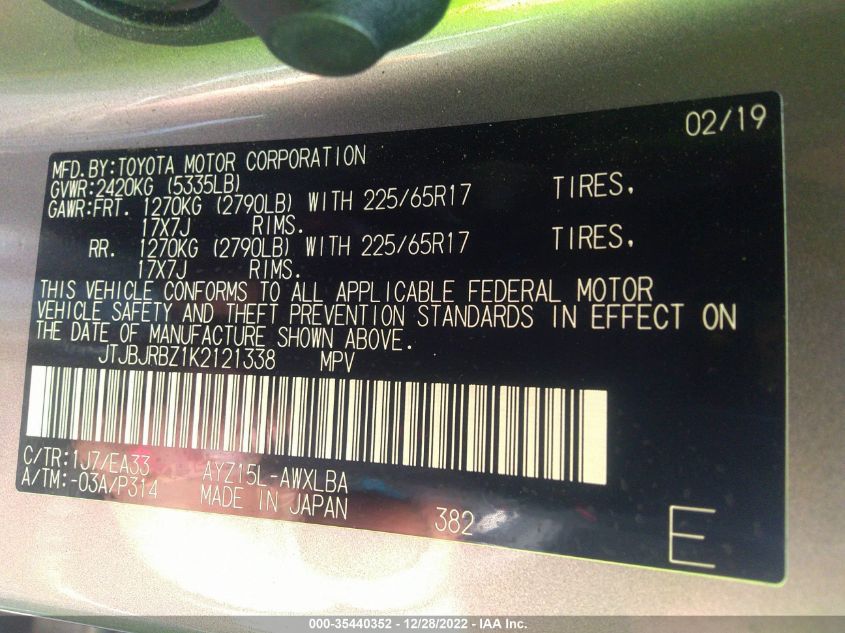 02/19
MFD.BY:TOYOTA MOTOR CORPORATION
GVWR:2420KG (5335LB)
GAWR:FRT. 1270KG (2790LB) WITH 225/65R17 TIRES,
17X7J RIMS.
RR. 1270KG (2790LB) WITH 225/65R17 TIRES,
17X7J RIMS.
THIS VEHICLE CONFORMS TO ALL APPLICABLE FEDERAL MOTOR
VEHICLE SAFETY AND THEFT PREVENTION STANDARDS IN EFFECT ON
THE DATE OF MANUFACTURE SHOWN ABOVE.
JTJBJRBZ1K2121338 MPV
C/TR:1J7/EA33 AYZ15L-AWXLBA
A/TM:-03A/P314 MADE IN JAPAN
382
E
000-35440352 - 12/28/2022 - IAA Inc.